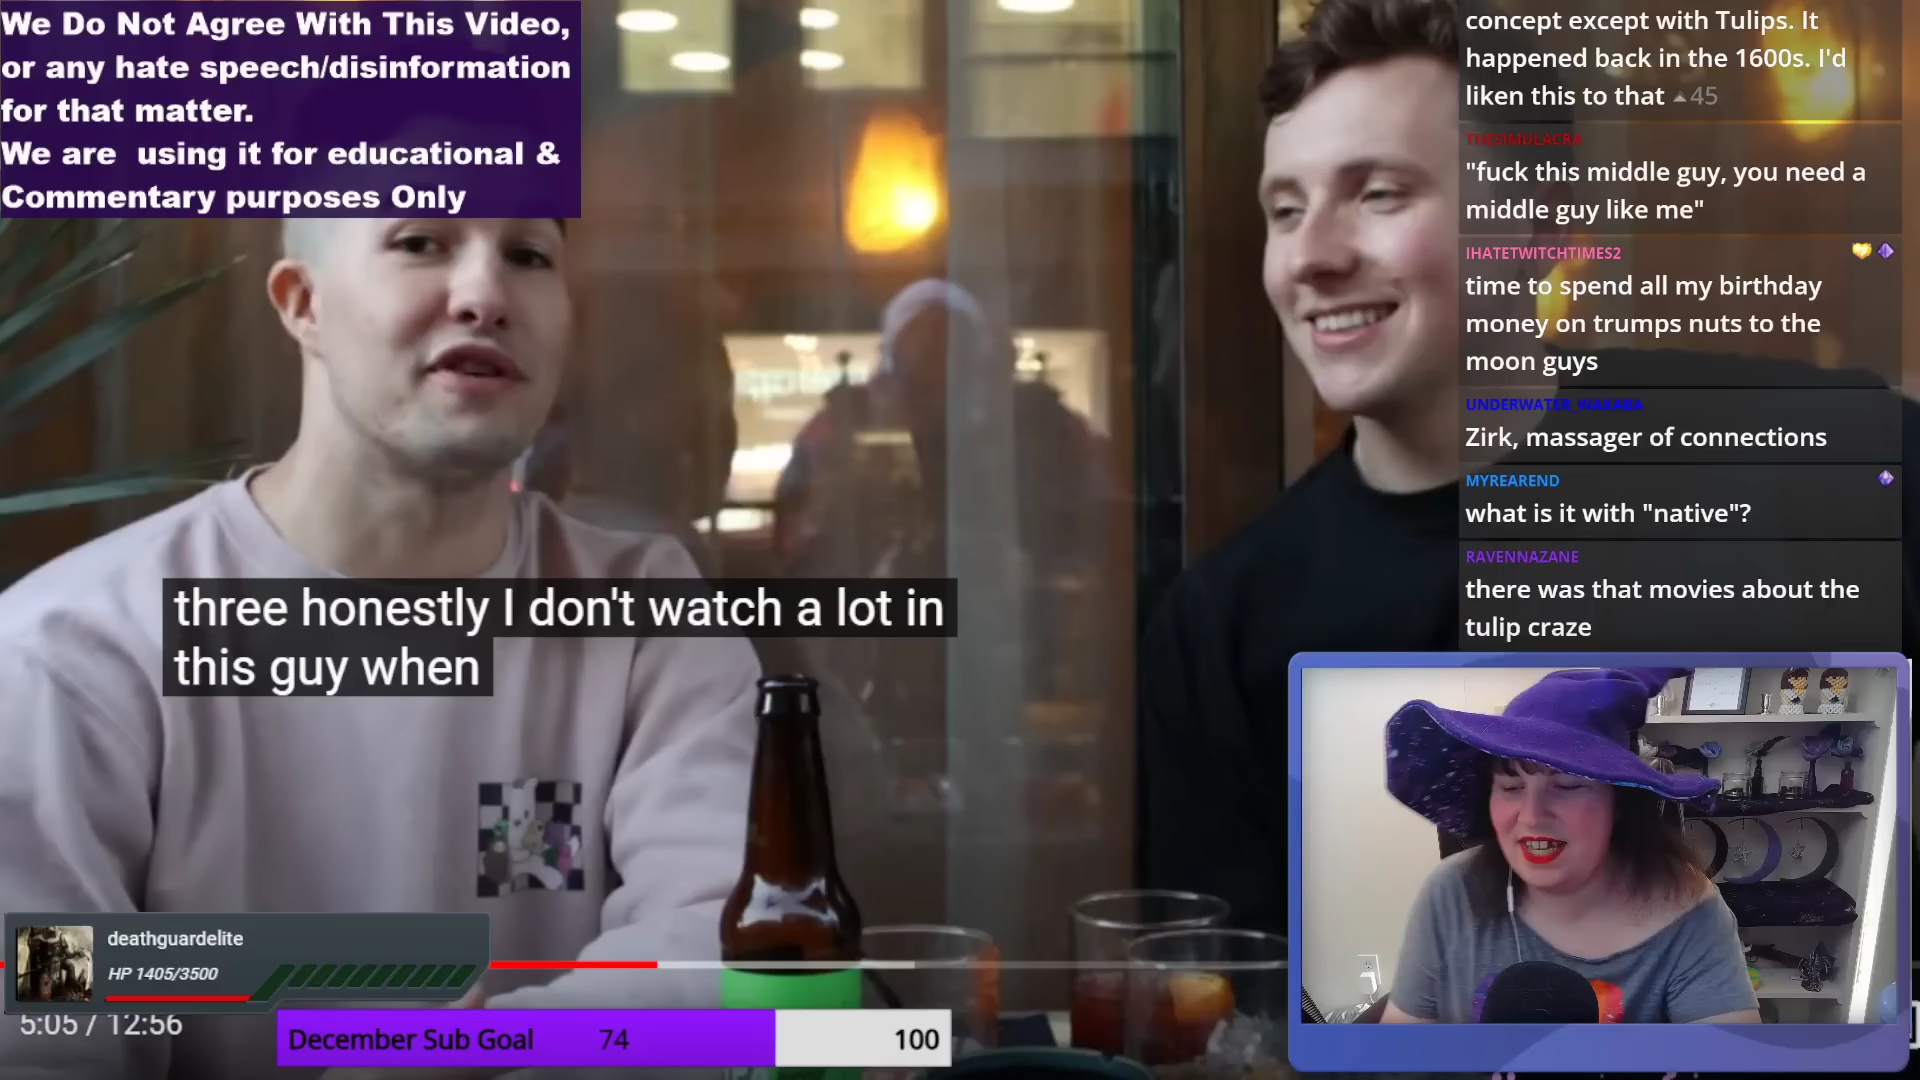 We Do Not Agree With This Video,
or any hate speech/disinformation
for that matter.
We are using it for educational &
Commentary purposes Only
concept except with Tulips. It
happened back in the 1600s. I'd
liken this to that 45
THESIMULACRA
"fuck this middle guy, you need a
middle guy like me"
IHATETWITCHTIMES2
time to spend all my birthday
money on trumps nuts to the
moon guys
UNDERWATER_WAKABA
Zirk, massager of connections
MYREAREND
what is it with "native"?
RAVENNAZANE
there was that movies about the
tulip craze
three honestly I don't watch a lot in
this guy when
deathguardelite
HP 1405/3500
5:05 / 12:56
December Sub Goal 74 100